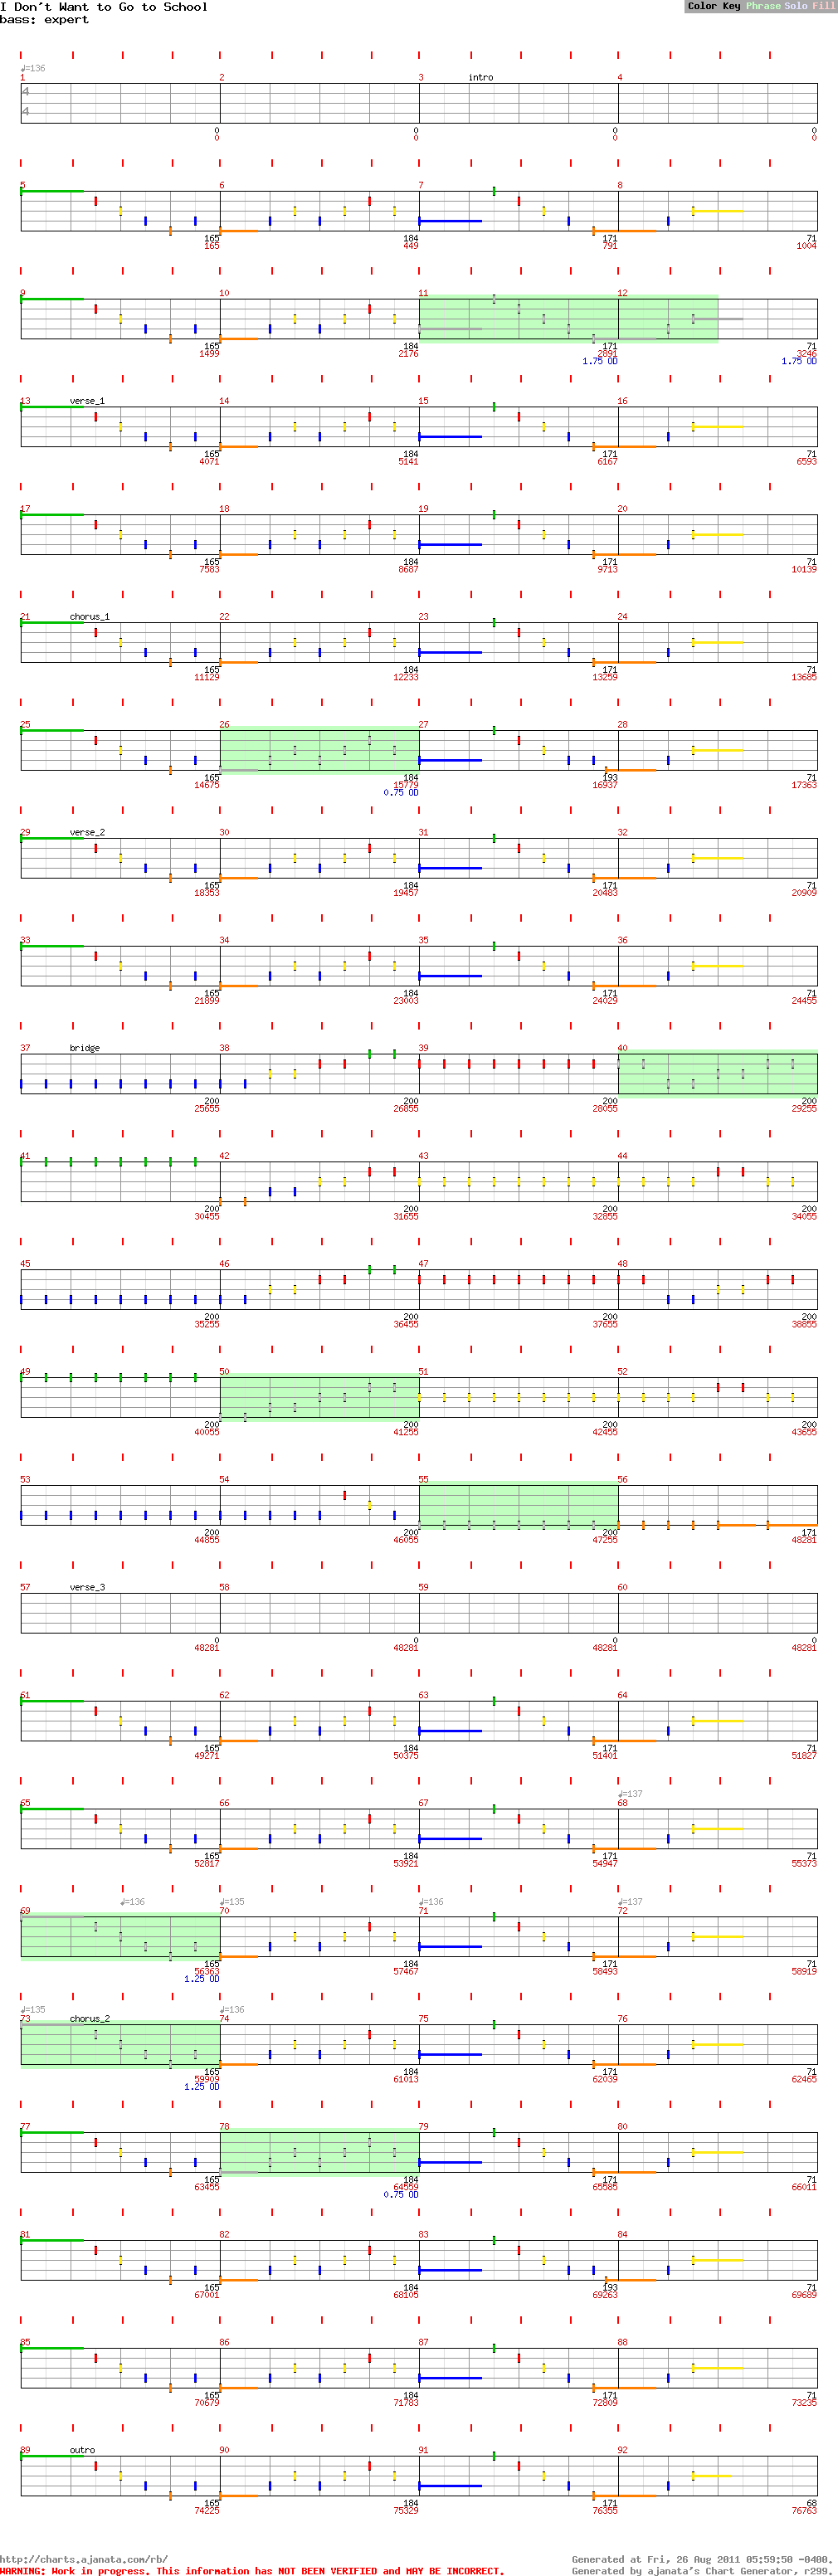 I Don't Want to Go to School
bass: expert
Color Key Phrase Solo Fill
♩=136
1 2 3 intro 4
4
4
0 0 0 0
0 0 0 0
5 6 7 8
165 184 171 71
165 449 791 1004
9 10 11 12
165 184 171 71
1499 2176 2891 3246
1.75 OD 1.75 OD
13 verse_1 14 15 16
165 184 171 71
4071 5141 6167 6593
17 18 19 20
165 184 171 71
7583 8687 9713 10139
21 chorus_1 22 23 24
165 184 171 71
11129 12233 13259 13685
25 26 27 28
165 184 193 71
14675 15779 16937 17363
0.75 OD
29 verse_2 30 31 32
165 184 171 71
18353 19457 20483 20909
33 34 35 36
165 184 171 71
21899 23003 24029 24455
37 bridge 38 39 40
200 200 200 200
25655 26855 28055 29255
41 42 43 44
200 200 200 200
30455 31655 32855 34055
45 46 47 48
200 200 200 200
35255 36455 37655 38855
49 50 51 52
200 200 200 200
40055 41255 42455 43655
53 54 55 56
200 200 200 171
44855 46055 47255 48281
57 verse_3 58 59 60
0 0 0 0
48281 48281 48281 48281
61 62 63 64
165 184 171 71
49271 50375 51401 51827
♩=137
65 66 67 68
165 184 171 71
52817 53921 54947 55373
♩=136 ♩=135 ♩=136 ♩=137
69 70 71 72
165 184 171 71
56363 57467 58493 58919
1.25 OD
♩=135 ♩=136
73 chorus_2 74 75 76
165 184 171 71
59909 61013 62039 62465
1.25 OD
77 78 79 80
165 184 171 71
63455 64559 65585 66011
0.75 OD
81 82 83 84
165 184 193 71
67001 68105 69263 69689
85 86 87 88
165 184 171 71
70679 71783 72809 73235
89 outro 90 91 92
165 184 171 68
74225 75329 76355 76763
http://charts.ajanata.com/rb/
Generated at Fri, 26 Aug 2011 05:59:50 -0400.
WARNING: Work in progress. This information has NOT BEEN VERIFIED and MAY BE INCORRECT.
Generated by ajanata's Chart Generator, r299.